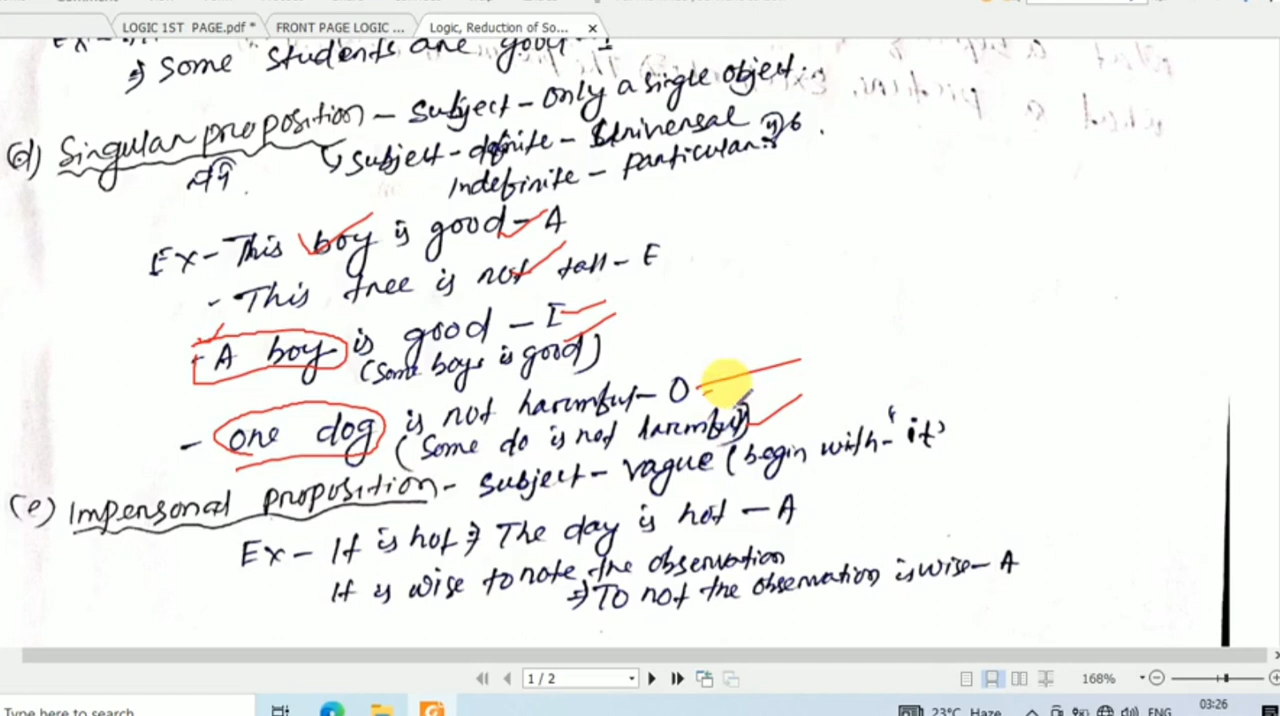 LOGIC 1ST PAGE.pdf *
FRONT PAGE LOGIC ...
Logic, Reduction of So...
⇒ Some students are good - I
(d) Singular proposition - Subject - only a single object.
Subject - definite - Universal
Indefinite - Particular
Ex - This boy is good - A
- This tree is not tall - E
- A boy is good - I
(Some boys is good)
- one dog is not harmful - O
(Some do is not harmful)
(e) Impersonal proposition - Subject - vague (begin with - 'it'
Ex - It is hot ⇒ The day is hot - A
It is wise to note the observation
⇒ To not the observation is wise - A
1 / 2
168%
Type here to search
23°C Haze
ENG
03:26